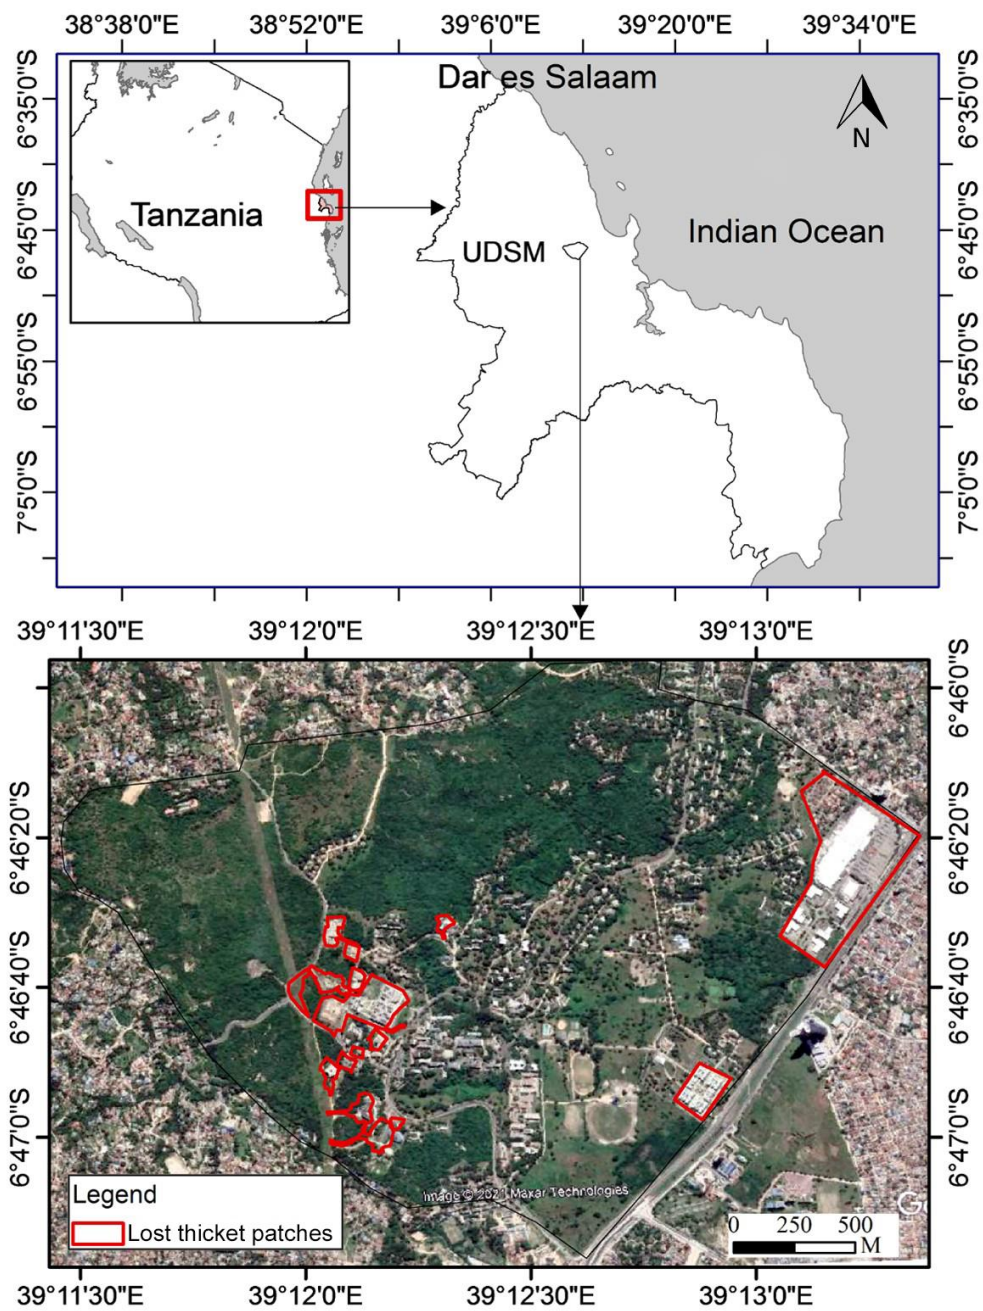 38°38'0"E 38°52'0"E 39°6'0"E 39°20'0"E 39°34'0"E
Dar es Salaam
6°35'0"S
6°35'0"S
N
Tanzania
Indian Ocean
6°45'0"S
6°45'0"S
UDSM
6°55'0"S
6°55'0"S
7°5'0"S
7°5'0"S
39°11'30"E 39°12'0"E 39°12'30"E 39°13'0"E
6°46'0"S
6°46'20"S
6°46'20"S
6°46'40"S
6°46'40"S
6°47'0"S
6°47'0"S
Image © 2021 Maxar Technologies
Legend
Lost thicket patches
0 250 500
M
39°11'30"E 39°12'0"E 39°12'30"E 39°13'0"E